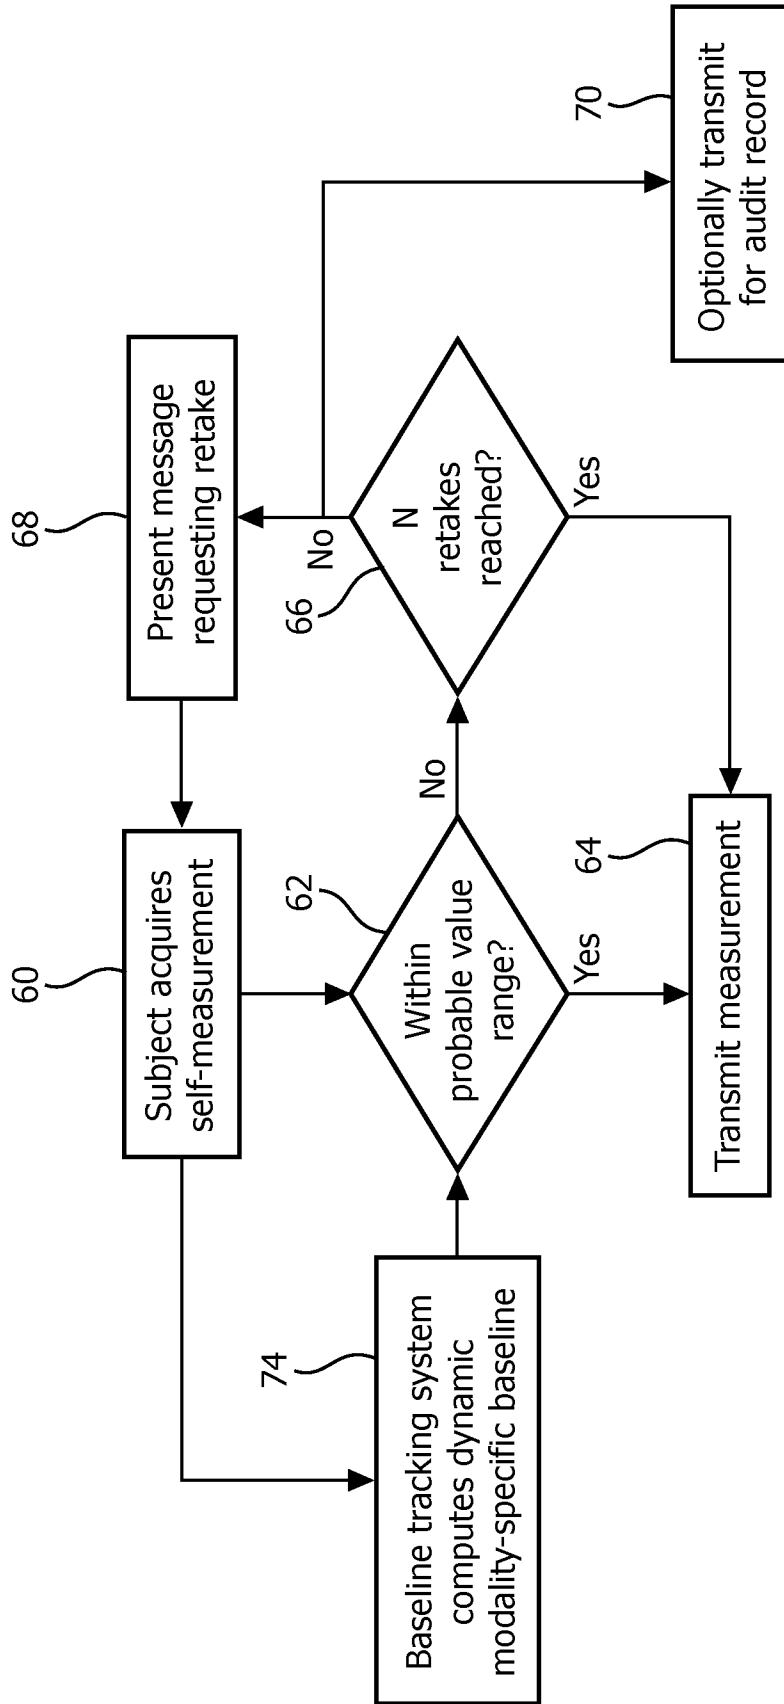 60
Subject acquires
self-measurement
68
Present message
requesting retake
74
Baseline tracking system
computes dynamic
modality-specific baseline
62
Within
probable value
range?
No
Yes
66
N
retakes
reached?
No
Yes
64
Transmit measurement
70
Optionally transmit
for audit record